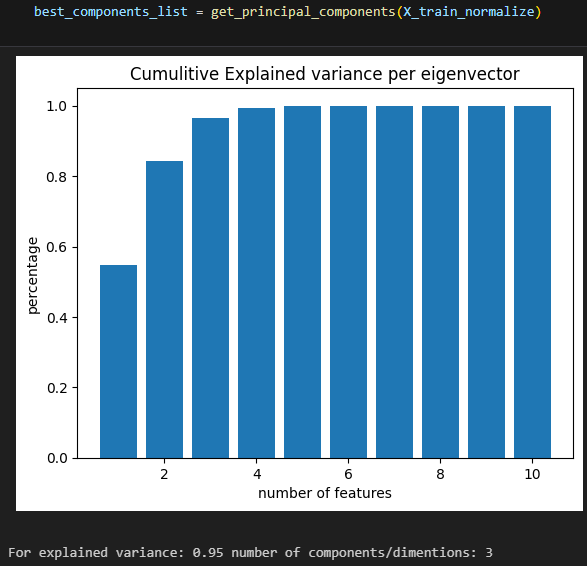 best_components_list = get_principal_components(X_train_normalize)
Cumulitive Explained variance per eigenvector
1.0
0.8
0.6
0.4
0.2
0.0
percentage
2 4 6 8 10
number of features
For explained variance: 0.95 number of components/dimentions: 3